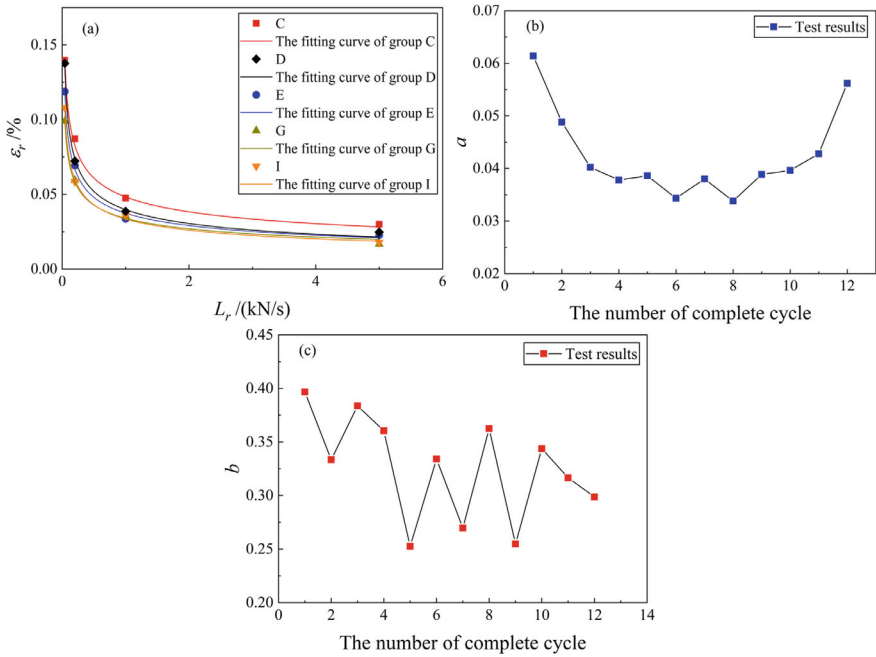 (a)
C
The fitting curve of group C
D
The fitting curve of group D
E
The fitting curve of group E
G
The fitting curve of group G
I
The fitting curve of group I
0.15
0.10
0.05
0.00
εr /%
0 2 4 6
Lr /(kN/s)
(b)
Test results
0.07
0.06
0.05
0.04
0.03
0.02
a
0 2 4 6 8 10 12
The number of complete cycle
(c)
Test results
0.45
0.40
0.35
0.30
0.25
0.20
b
0 2 4 6 8 10 12 14
The number of complete cycle